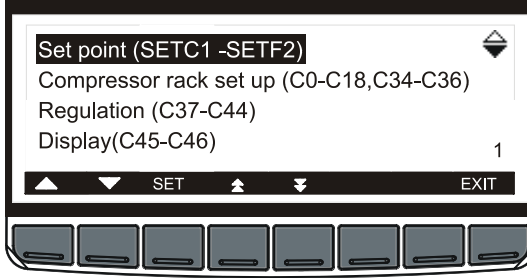 Set point (SETC1 -SETF2)
Compressor rack set up (C0-C18,C34-C36)
Regulation (C37-C44)
Display(C45-C46)
1
SET EXIT